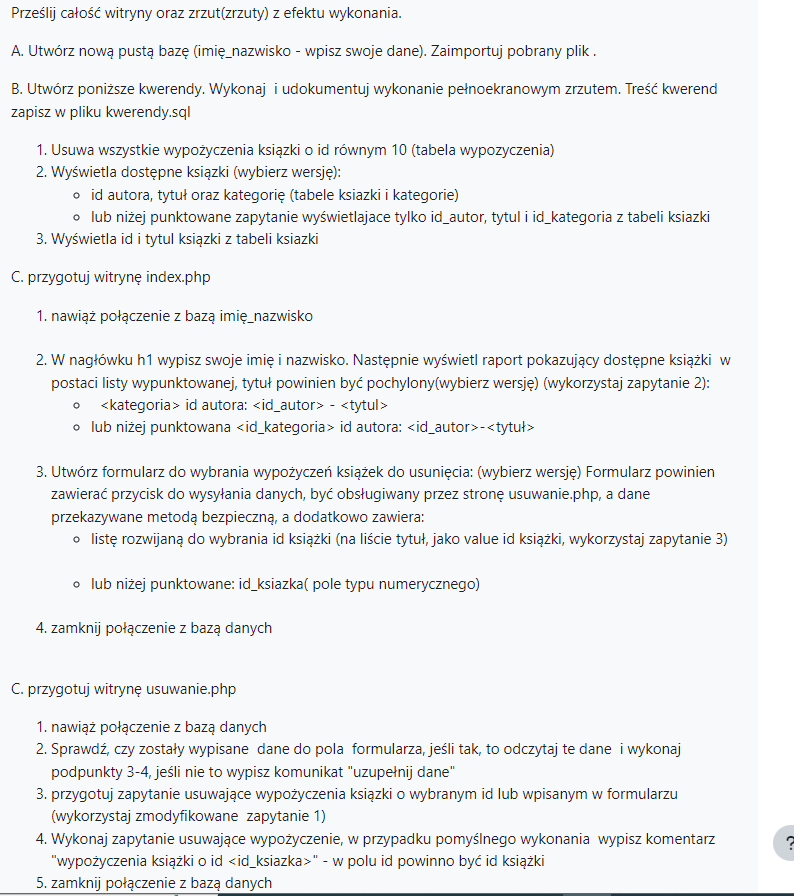 Prześlij całość witryny oraz zrzut(zrzuty) z efektu wykonania.
A. Utwórz nową pustą bazę (imię_nazwisko - wpisz swoje dane). Zaimportuj pobrany plik .
B. Utwórz poniższe kwerendy. Wykonaj i udokumentuj wykonanie pełnoekranowym zrzutem. Treść kwerend
zapisz w pliku kwerendy.sql
1. Usuwa wszystkie wypożyczenia ksiązki o id równym 10 (tabela wypozyczenia)
2. Wyświetla dostępne ksiązki (wybierz wersję):
◦ id autora, tytuł oraz kategorię (tabele ksiazki i kategorie)
◦ lub niżej punktowane zapytanie wyświetlajace tylko id_autor, tytul i id_kategoria z tabeli ksiazki
3. Wyświetla id i tytul ksiązki z tabeli ksiazki
C. przygotuj witrynę index.php
1. nawiąż połączenie z bazą imię_nazwisko
2. W nagłówku h1 wypisz swoje imię i nazwisko. Następnie wyświetl raport pokazujący dostępne książki w
postaci listy wypunktowanej, tytuł powinien być pochylony(wybierz wersję) (wykorzystaj zapytanie 2):
◦ <kategoria> id autora: <id_autor> - <tytul>
◦ lub niżej punktowana <id_kategoria> id autora: <id_autor>-<tytuł>
3. Utwórz formularz do wybrania wypożyczeń książek do usunięcia: (wybierz wersję) Formularz powinien
zawierać przycisk do wysyłania danych, być obsługiwany przez stronę usuwanie.php, a dane
przekazywane metodą bezpieczną, a dodatkowo zawiera:
◦ listę rozwijaną do wybrania id książki (na liście tytuł, jako value id książki, wykorzystaj zapytanie 3)
◦ lub niżej punktowane: id_ksiazka( pole typu numerycznego)
4. zamknij połączenie z bazą danych
C. przygotuj witrynę usuwanie.php
1. nawiąż połączenie z bazą danych
2. Sprawdź, czy zostały wypisane dane do pola formularza, jeśli tak, to odczytaj te dane i wykonaj
podpunkty 3-4, jeśli nie to wypisz komunikat "uzupełnij dane"
3. przygotuj zapytanie usuwające wypożyczenia ksiązki o wybranym id lub wpisanym w formularzu
(wykorzystaj zmodyfikowane zapytanie 1)
4. Wykonaj zapytanie usuwające wypożyczenie, w przypadku pomyślnego wykonania wypisz komentarz
"wypożyczenia książki o id <id_ksiazka>" - w polu id powinno być id książki
5. zamknij połączenie z bazą danych
?